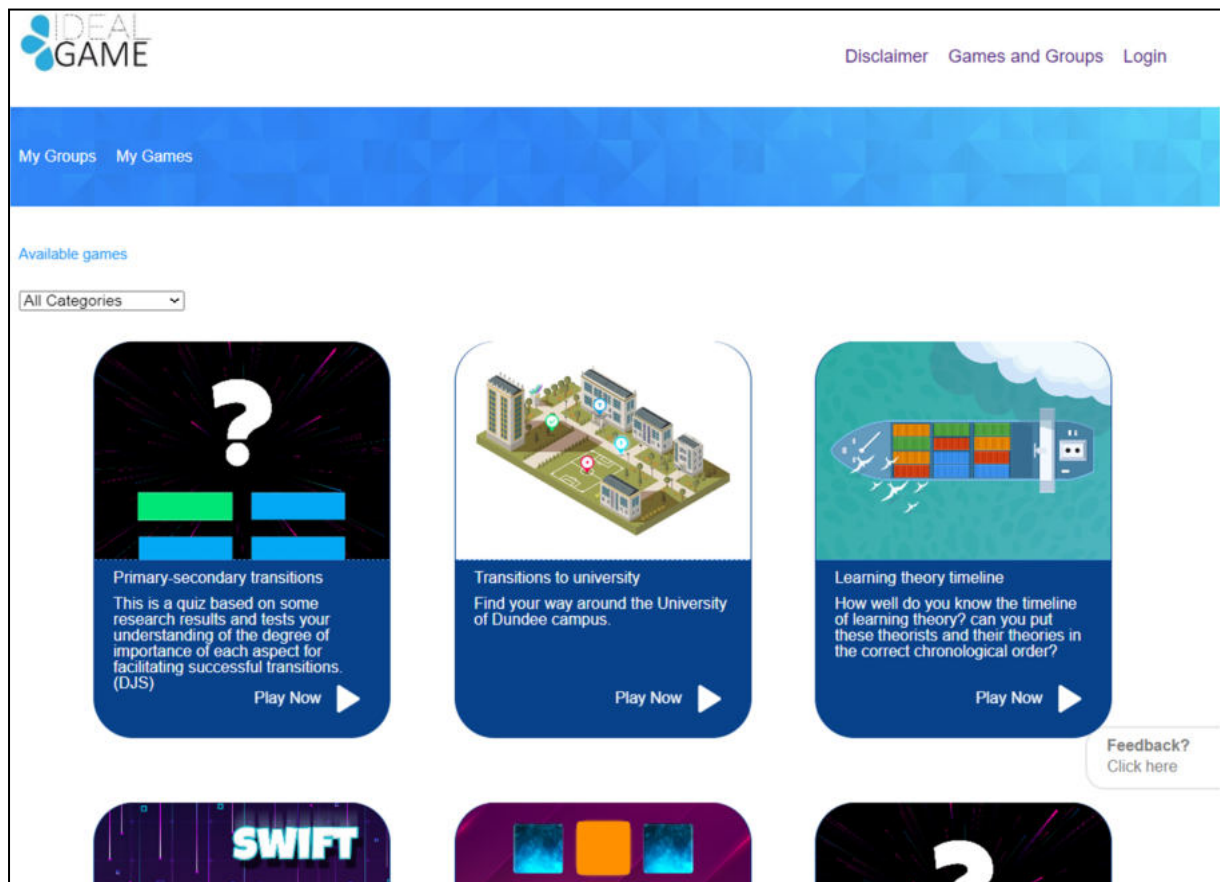 IDEAL
GAME
Disclaimer Games and Groups Login
My Groups My Games
Available games
All Categories
?
Primary-secondary transitions
This is a quiz based on some
research results and tests your
understanding of the degree of
importance of each aspect for
facilitating successful transitions.
(DJS)
Play Now
Transitions to university
Find your way around the University
of Dundee campus.
Play Now
Learning theory timeline
How well do you know the timeline
of learning theory? can you put
these theorists and their theories in
the correct chronological order?
Play Now
Feedback?
Click here
SWIFT
?